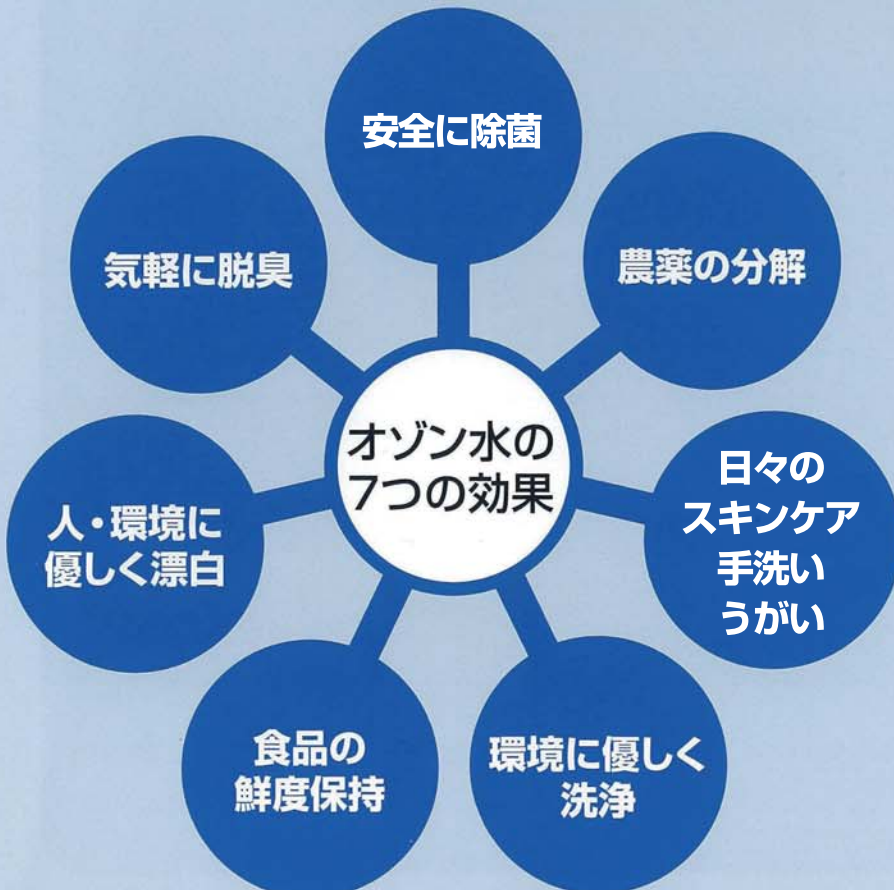 オゾン水の
7つの効果
安全に除菌
農薬の分解
日々の
スキンケア
手洗い
うがい
環境に優しく
洗浄
食品の
鮮度保持
人・環境に
優しく漂白
気軽に脱臭